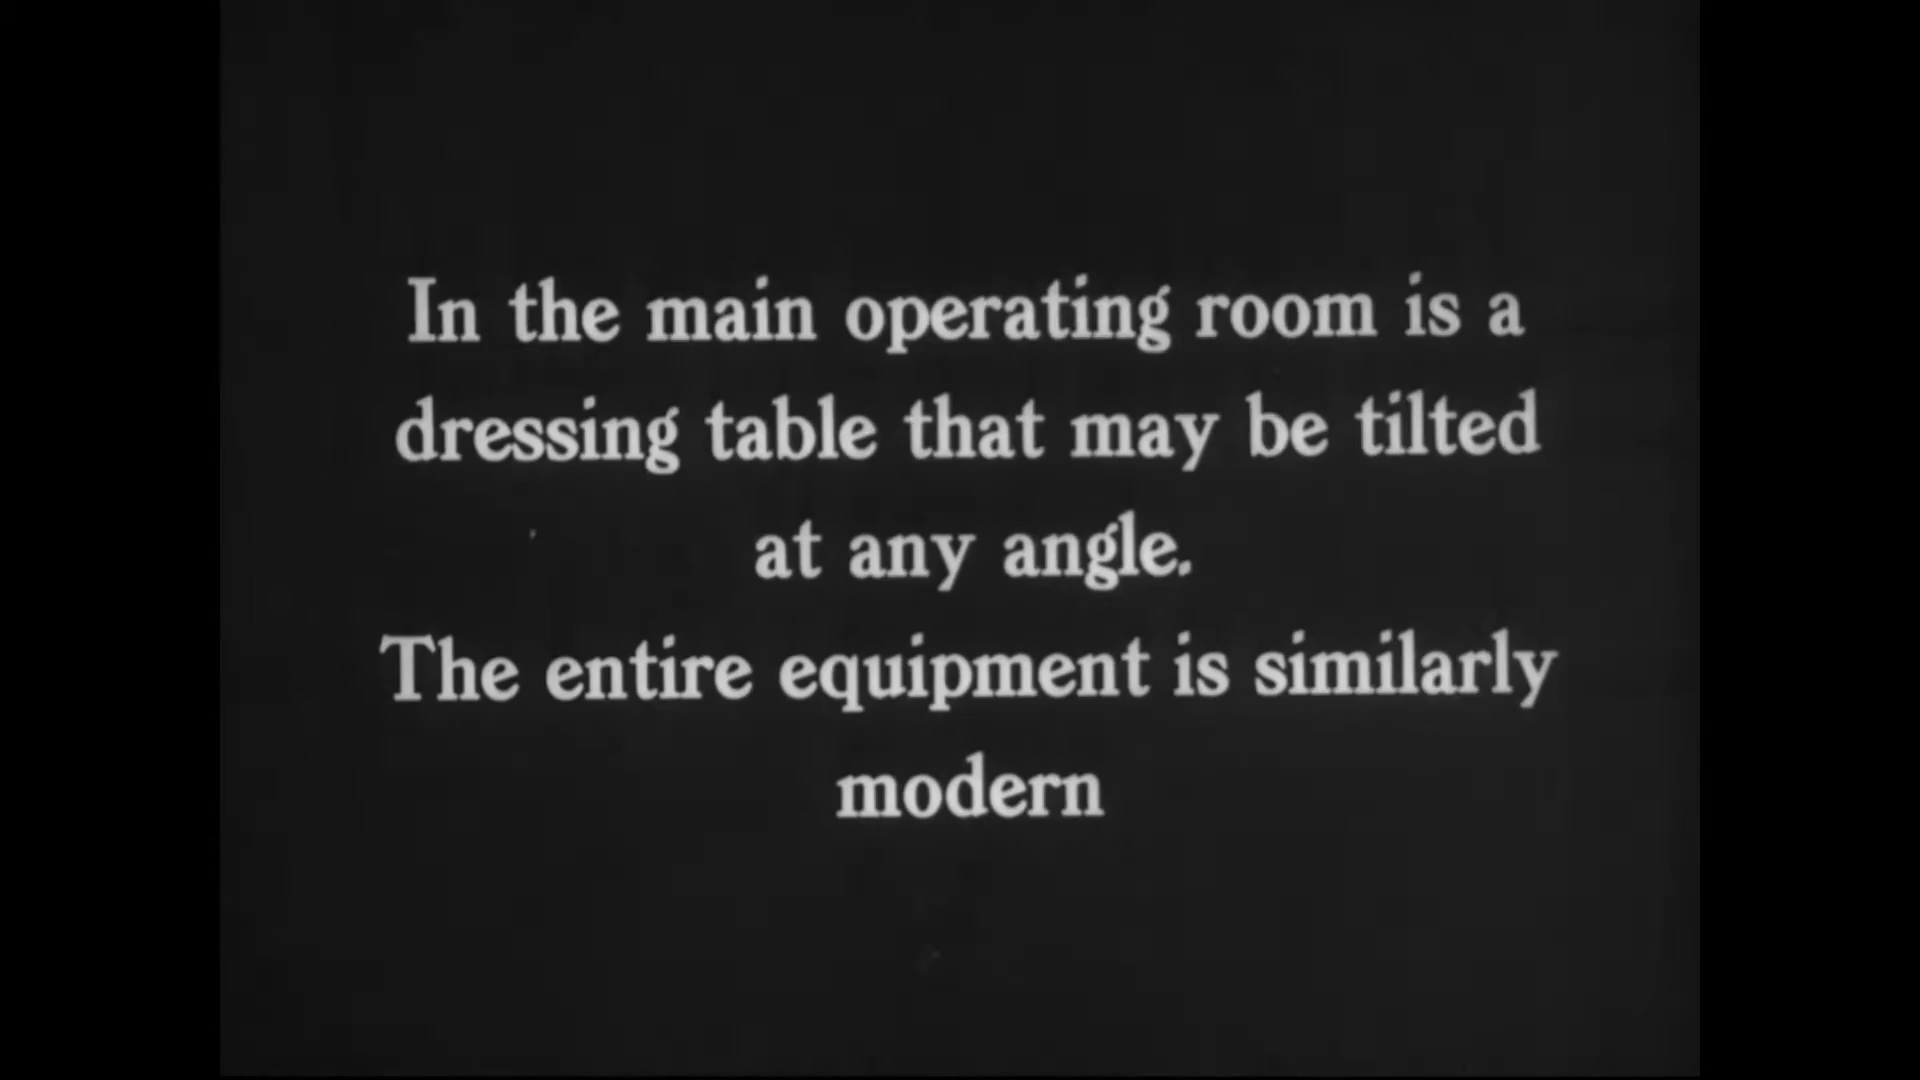 In the main operating room is a
dressing table that may be tilted
at any angle.
The entire equipment is similarly
modern